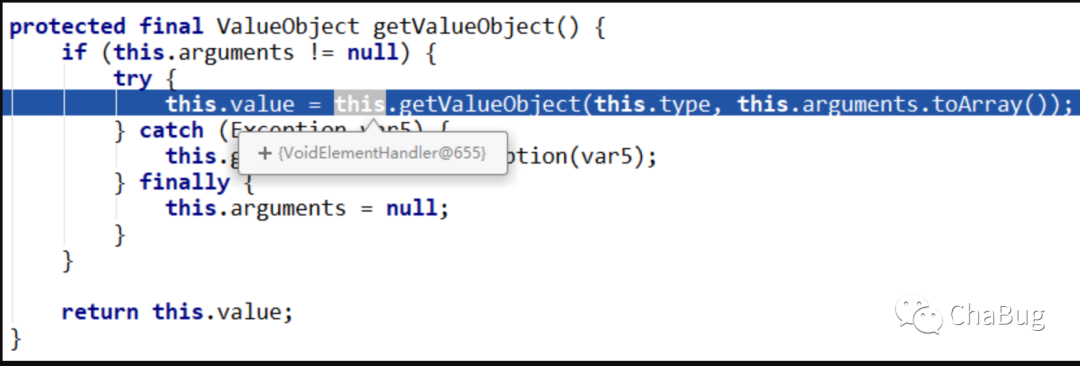 protected final ValueObject getValueObject() {
if (this.arguments != null) {
try {
this.value = this.getValueObject(this.type, this.arguments.toArray());
} catch (Exception var5) {
+ {VoidElementHandler@655}
this.g ption(var5);
} finally {
this.arguments = null;
}
}
return this.value;
}
ChaBug